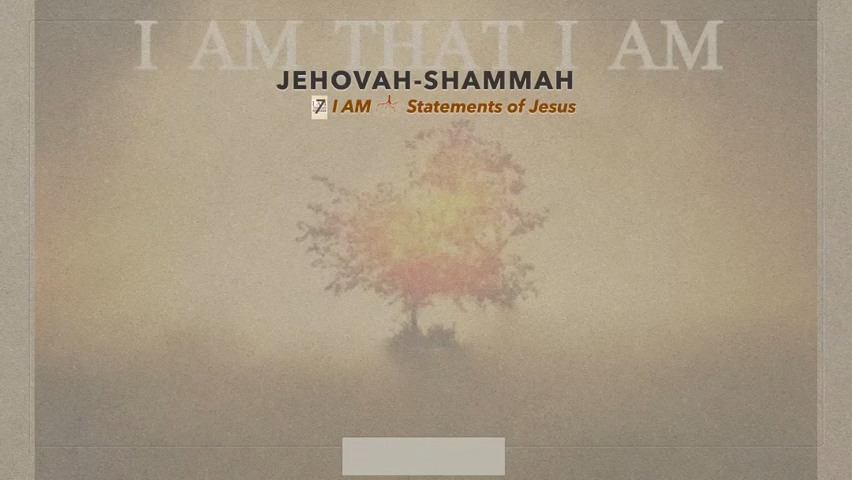 I AM THAT I AM
JEHOVAH-SHAMMAH
7 I AM Statements of Jesus